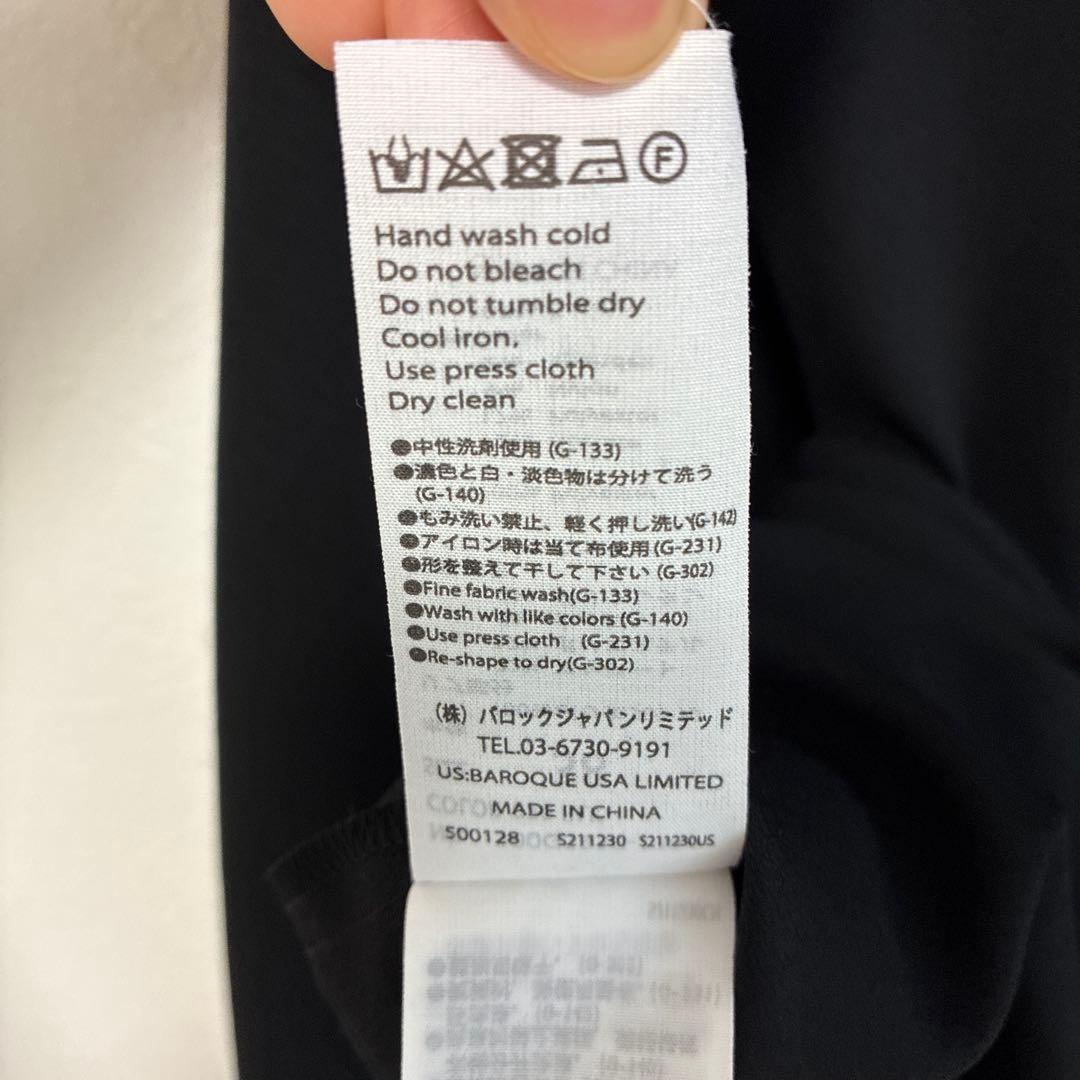 F
Hand wash cold
Do not bleach
Do not tumble dry
Cool iron.
Use press cloth
Dry clean
●中性洗剤使用 (G-133)
●濃色と白・淡色物は分けて洗う
(G-140)
●もみ洗い禁止、軽く押し洗い(G-142)
●アイロン時は当て布使用(G-231)
●形を整えて干して下さい (G-302)
●Fine fabric wash(G-133)
●Wash with like colors (G-140)
●Use press cloth (G-231)
●Re-shape to dry(G-302)
(株) バロックジャパンリミテッド
TEL.03-6730-9191
US:BAROQUE USA LIMITED
MADE IN CHINA
S00128 S211230 S211230US